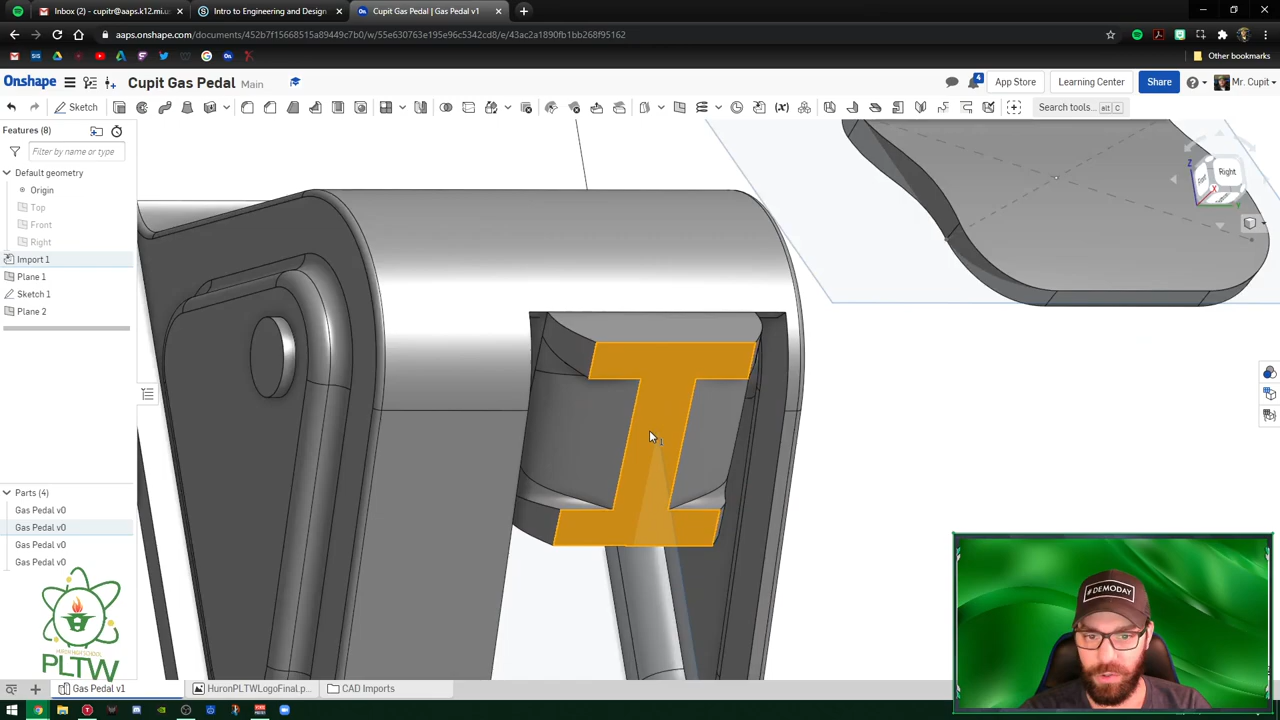 Inbox (2) - cupitr@aaps.k12.mi.u
Intro to Engineering and Design
Cupit Gas Pedal | Gas Pedal v1
aaps.onshape.com/documents/452b7f15668515a89449c7b0/w/55e630763e195e96c5342cd8/e/43ac2a1890fb1bb268f95162
Other bookmarks
Onshape
Cupit Gas Pedal Main
4
App Store
Learning Center
Share
Mr. Cupit
Sketch
Search tools... alt C
Features (8)
Filter by name or type
Default geometry
Origin
Top
Front
Right
Import 1
Plane 1
Sketch 1
Plane 2
Z
Right
X
Y
1
Parts (4)
Gas Pedal v0
Gas Pedal v0
Gas Pedal v0
Gas Pedal v0
PLTW
#DEMODAY
Gas Pedal v1
HuronPLTWLogoFinal.p...
CAD Imports